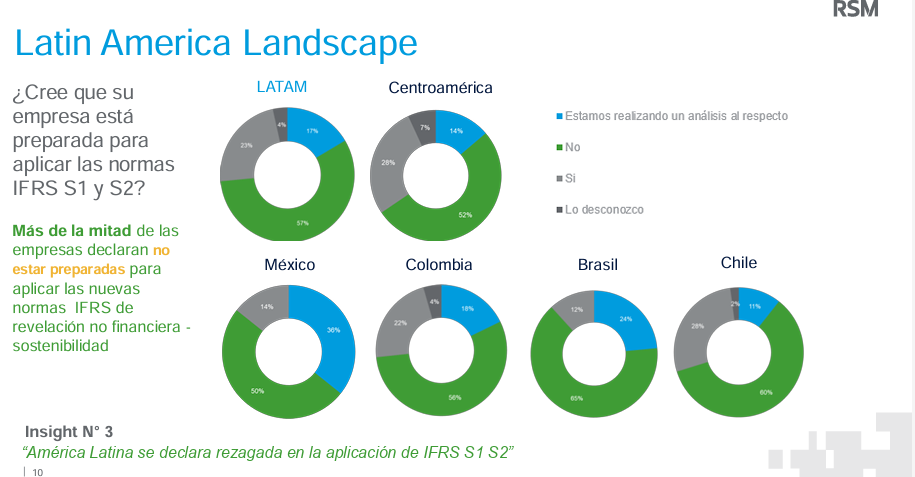 RSM
Latin America Landscape
¿Cree que su
empresa está
preparada para
aplicar las normas
IFRS S1 y S2?
Más de la mitad de las
empresas declaran no
estar preparadas para
aplicar las nuevas
normas IFRS de
revelación no financiera -
sostenibilidad
LATAM
4%
17%
23%
57%
Centroamérica
7%
14%
28%
52%
Estamos realizando un análisis al respecto
No
Si
Lo desconozco
México
14%
36%
50%
Colombia
4%
18%
22%
56%
Brasil
12%
24%
65%
Chile
2%
11%
28%
60%
Insight N° 3
“América Latina se declara rezagada en la aplicación de IFRS S1 S2”
| 10